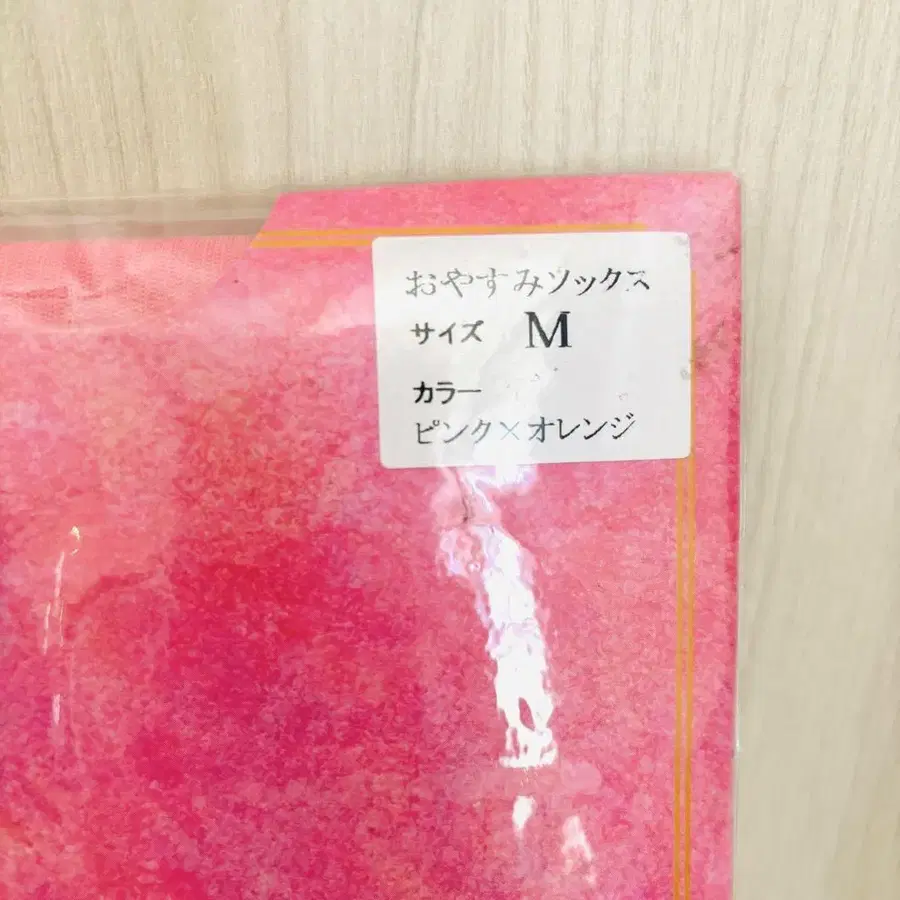 おやすみソックス
サイズ M
カラー
ピンク×オレンジ